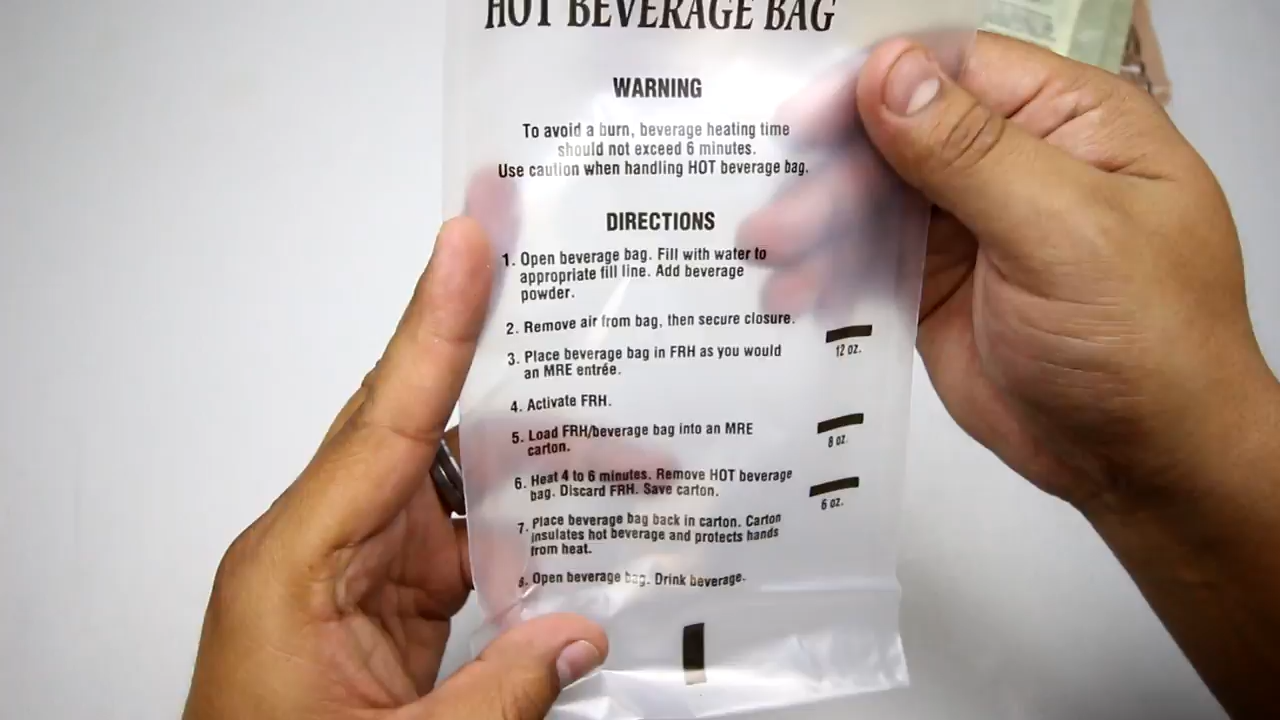 HOT BEVERAGE BAG
WARNING
To avoid a burn, beverage heating time
should not exceed 6 minutes.
Use caution when handling HOT beverage bag.
DIRECTIONS
1. Open beverage bag. Fill with water to
appropriate fill line. Add beverage
powder.
2. Remove air from bag, then secure closure.
3. Place beverage bag in FRH as you would
an MRE entrée.
4. Activate FRH.
5. Load FRH/beverage bag into an MRE
carton.
6. Heat 4 to 6 minutes. Remove HOT beverage
bag. Discard FRH. Save carton.
7. Place beverage bag back in carton. Carton
insulates hot beverage and protects hands
from heat.
8. Open beverage bag. Drink beverage.
12 oz.
8 oz.
6 oz.